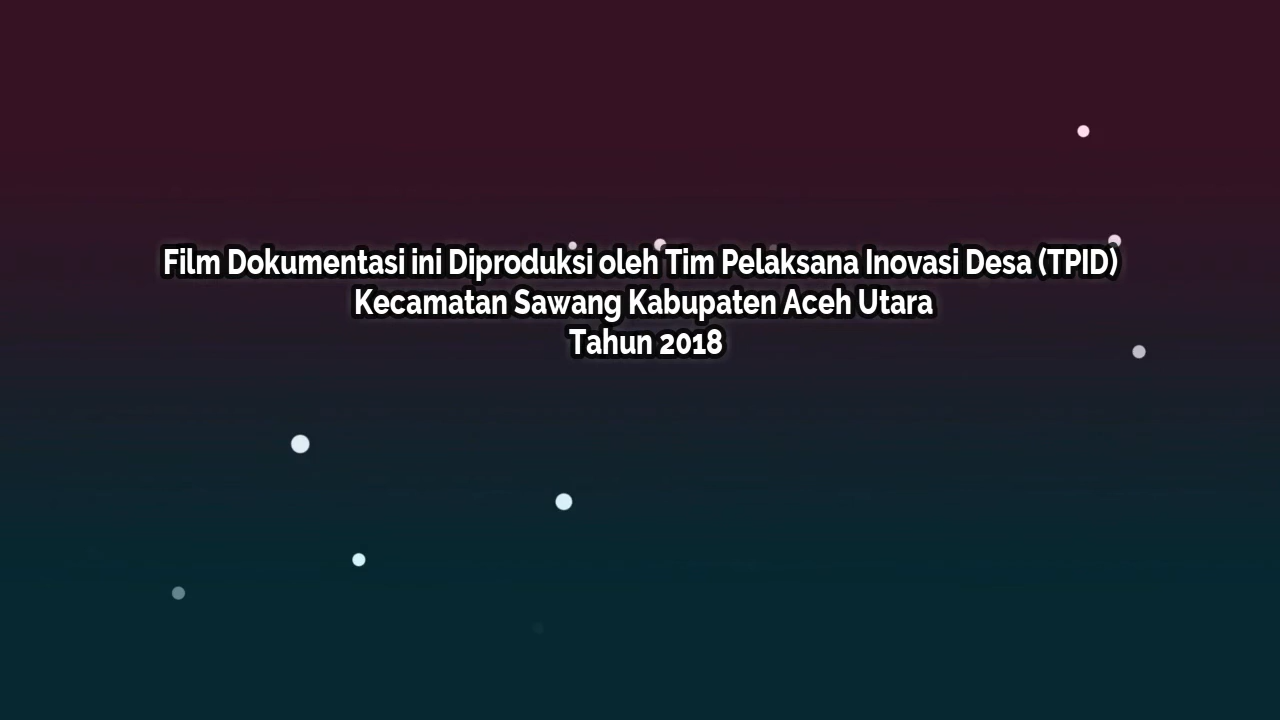 Film Dokumentasi ini Diproduksi oleh Tim Pelaksana Inovasi Desa (TPID)
Kecamatan Sawang Kabupaten Aceh Utara
Tahun 2018